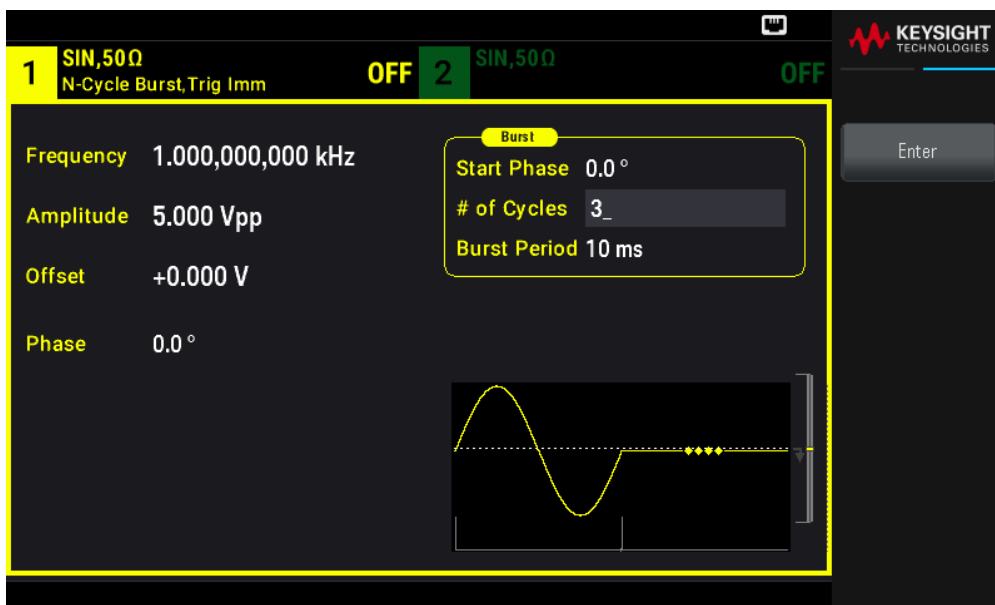 KEYSIGHT
TECHNOLOGIES
1 SIN,50Ω OFF
N-Cycle Burst,Trig Imm
2 SIN,50Ω OFF
Enter
Frequency 1.000,000,000 kHz
Amplitude 5.000 Vpp
Offset +0.000 V
Phase 0.0 °
Burst
Start Phase 0.0 °
# of Cycles 3_
Burst Period 10 ms